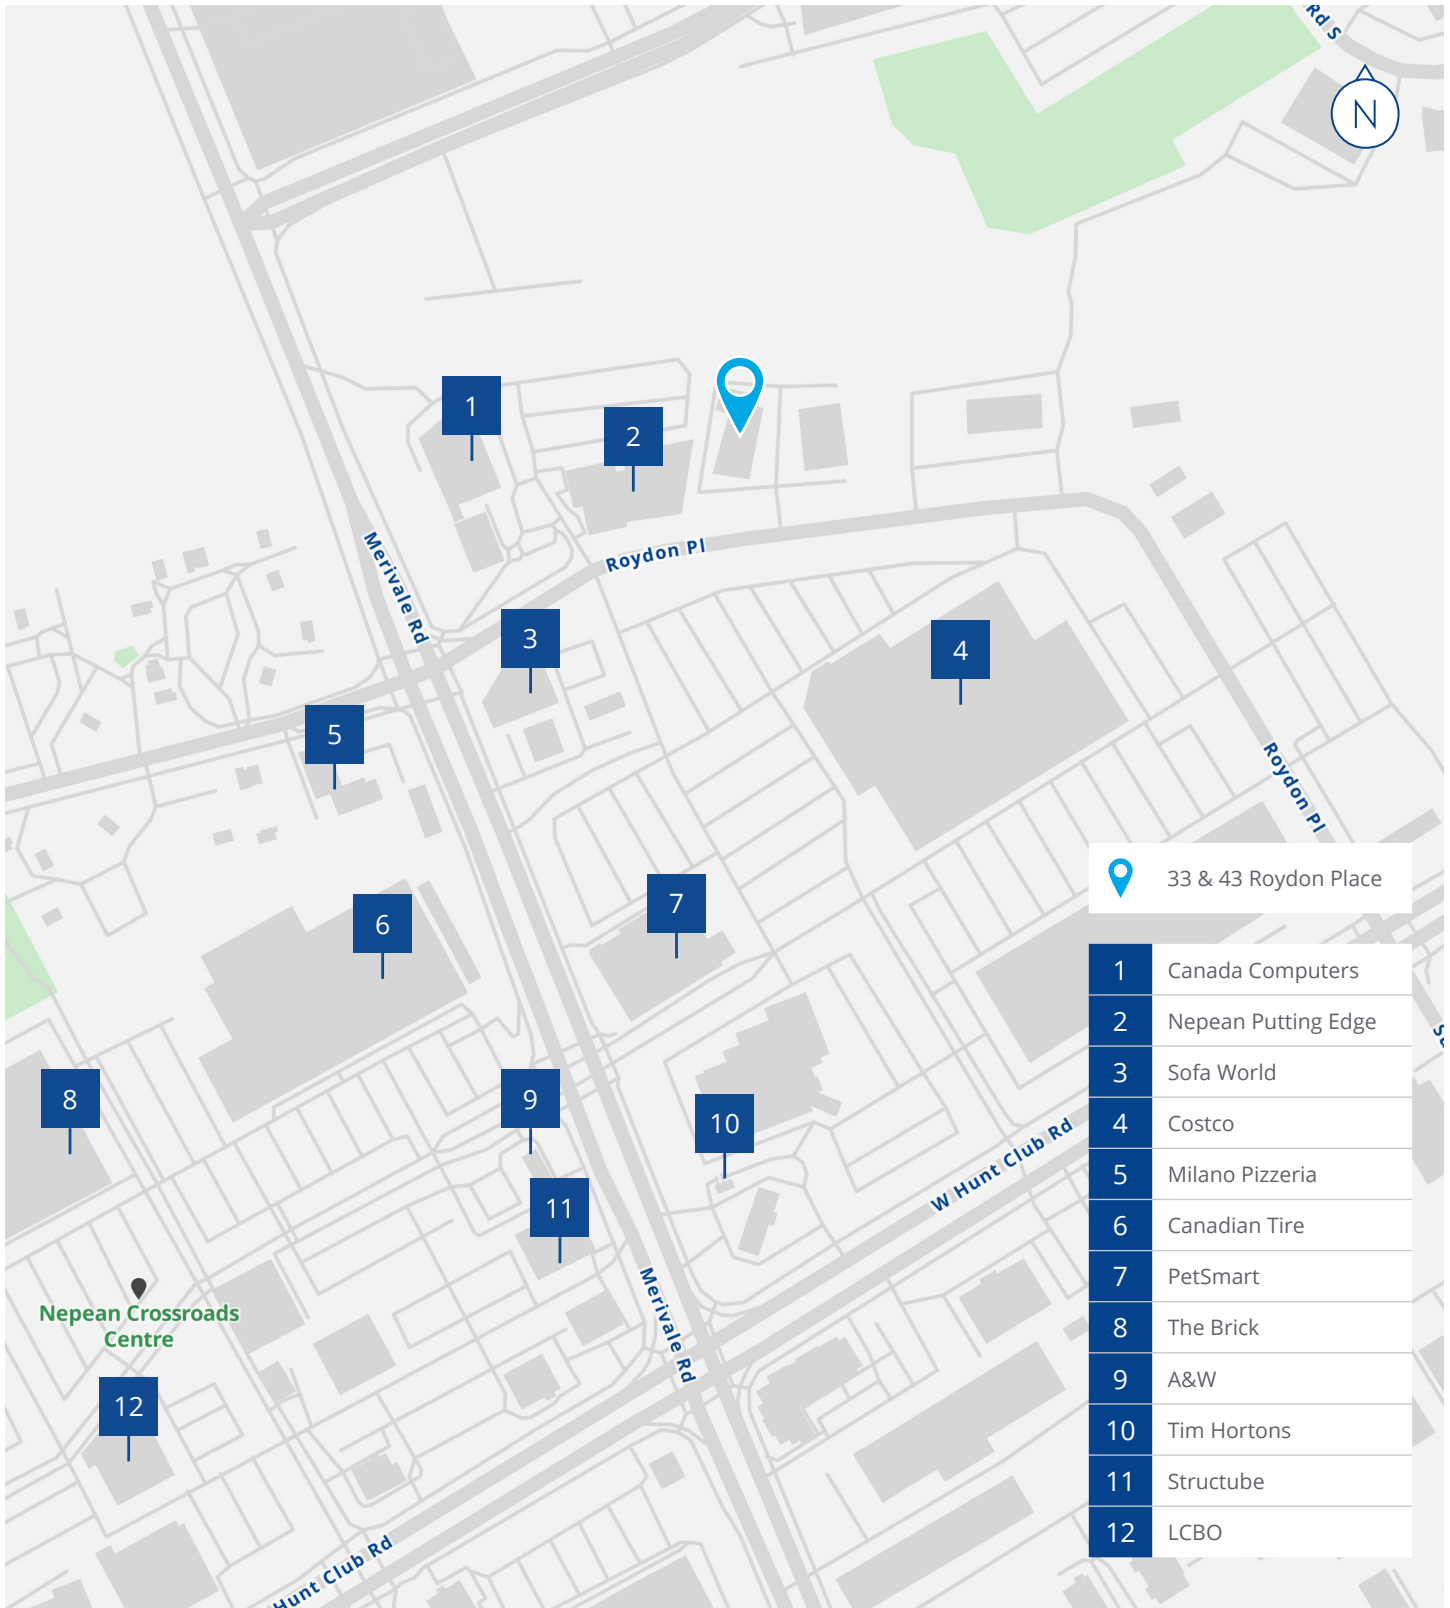 Rd S
N
1
2
Merivale Rd
Roydon Pl
3
4
5
Roydon Pl
6
7
8
9
10
W Hunt Club Rd
11
Merivale Rd
Nepean Crossroads
Centre
12
Hunt Club Rd
33 & 43 Roydon Place
1 Canada Computers
2 Nepean Putting Edge
3 Sofa World
4 Costco
5 Milano Pizzeria
6 Canadian Tire
7 PetSmart
8 The Brick
9 A&W
10 Tim Hortons
11 Structube
12 LCBO